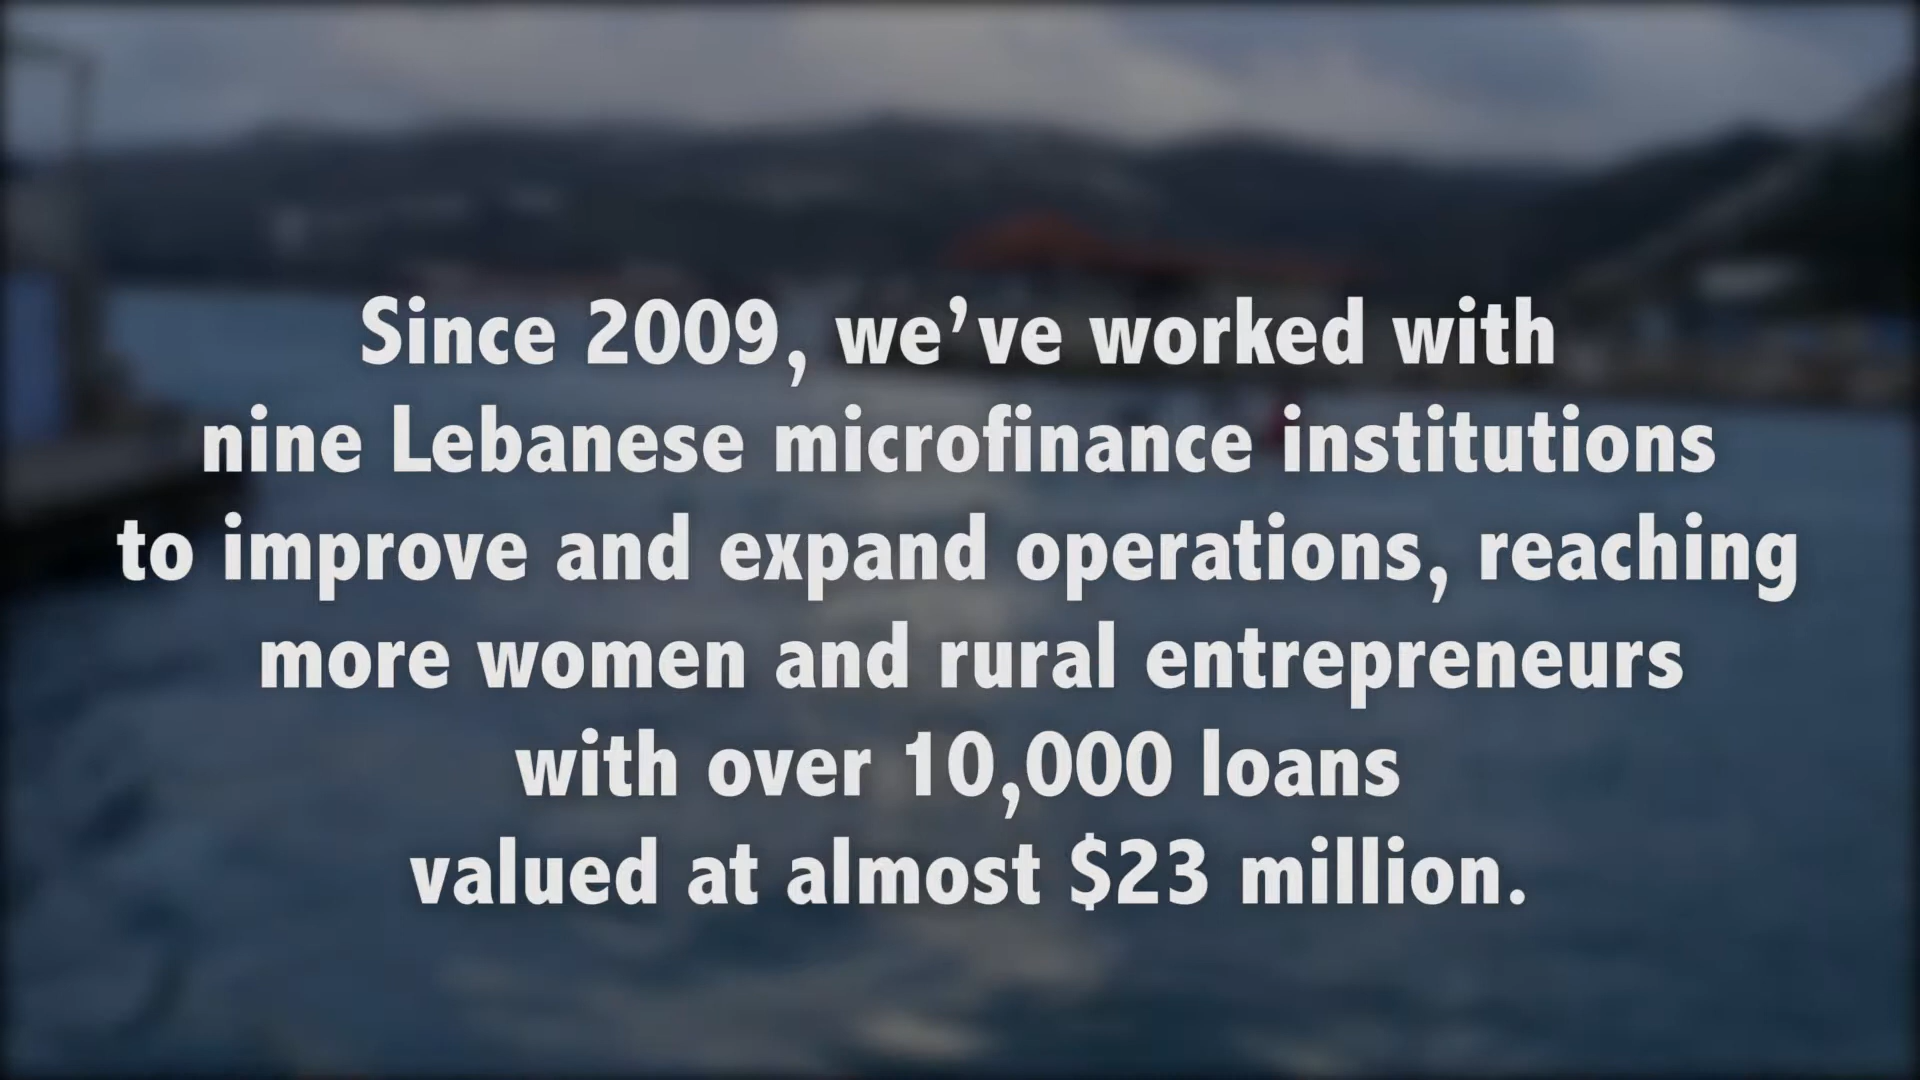 Since 2009, we’ve worked with
nine Lebanese microfinance institutions
to improve and expand operations, reaching
more women and rural entrepreneurs
with over 10,000 loans
valued at almost $23 million.